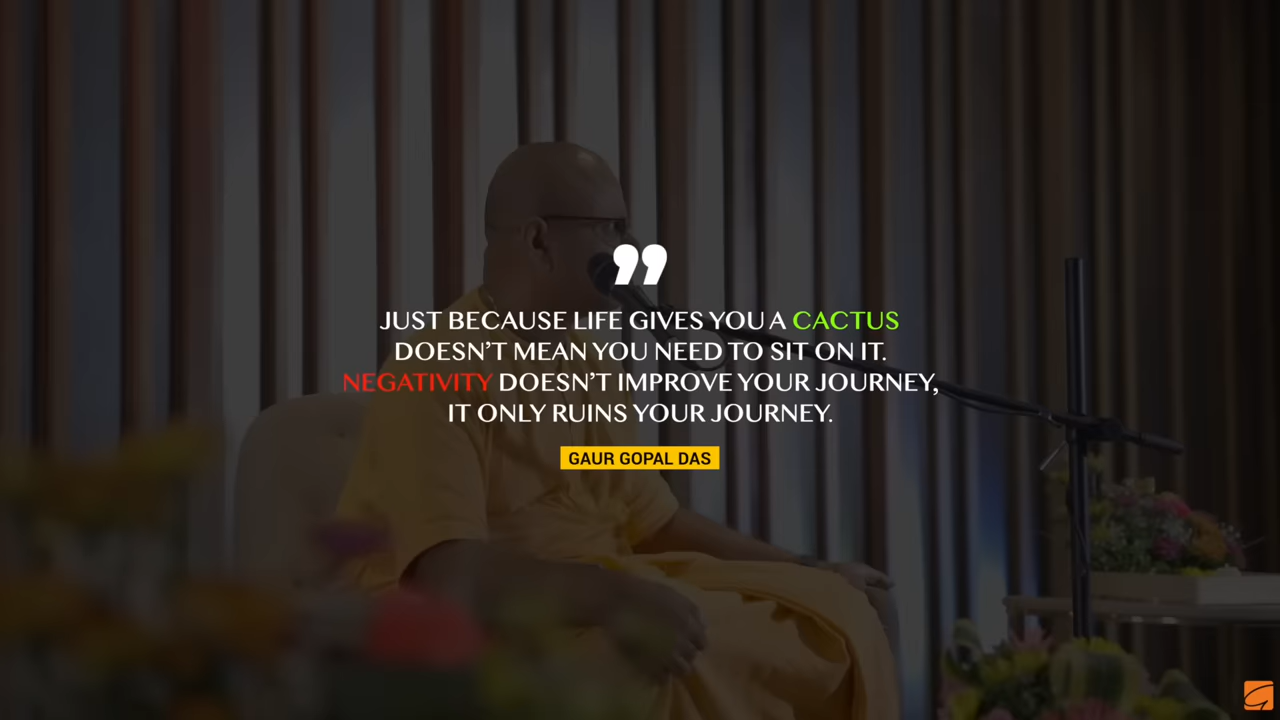 ”
JUST BECAUSE LIFE GIVES YOU A CACTUS
DOESN’T MEAN YOU NEED TO SIT ON IT.
NEGATIVITY DOESN’T IMPROVE YOUR JOURNEY,
IT ONLY RUINS YOUR JOURNEY.
GAUR GOPAL DAS